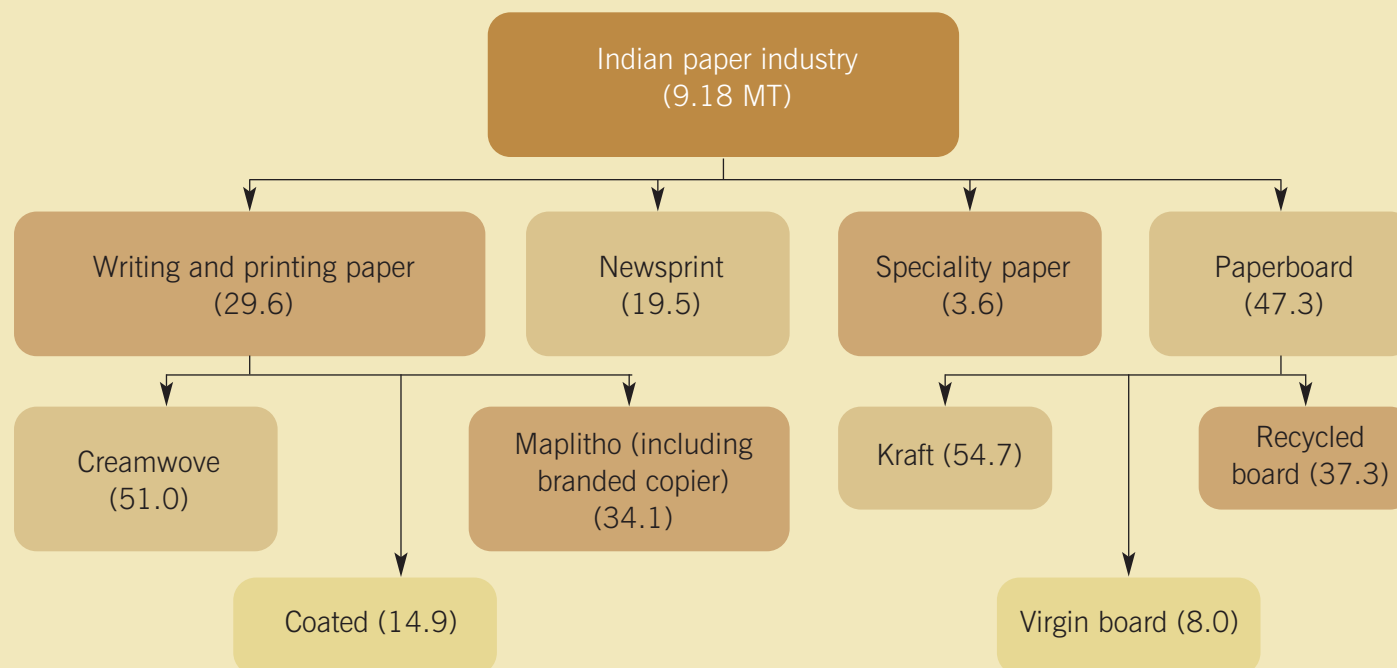 Indian paper industry
(9.18 MT)
Writing and printing paper
(29.6)
Newsprint
(19.5)
Speciality paper
(3.6)
Paperboard
(47.3)
Creamwove
(51.0)
Maplitho (including
branded copier)
(34.1)
Kraft (54.7)
Recycled
board (37.3)
Coated (14.9)
Virgin board (8.0)